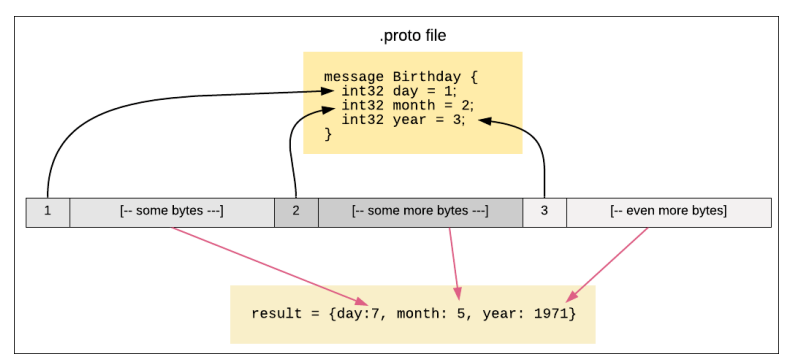 .proto file
message Birthday {
int32 day = 1;
int32 month = 2;
int32 year = 3;
}
1 [-- some bytes ---] 2 [-- some more bytes ---] 3 [-- even more bytes]
result = {day:7, month: 5, year: 1971}